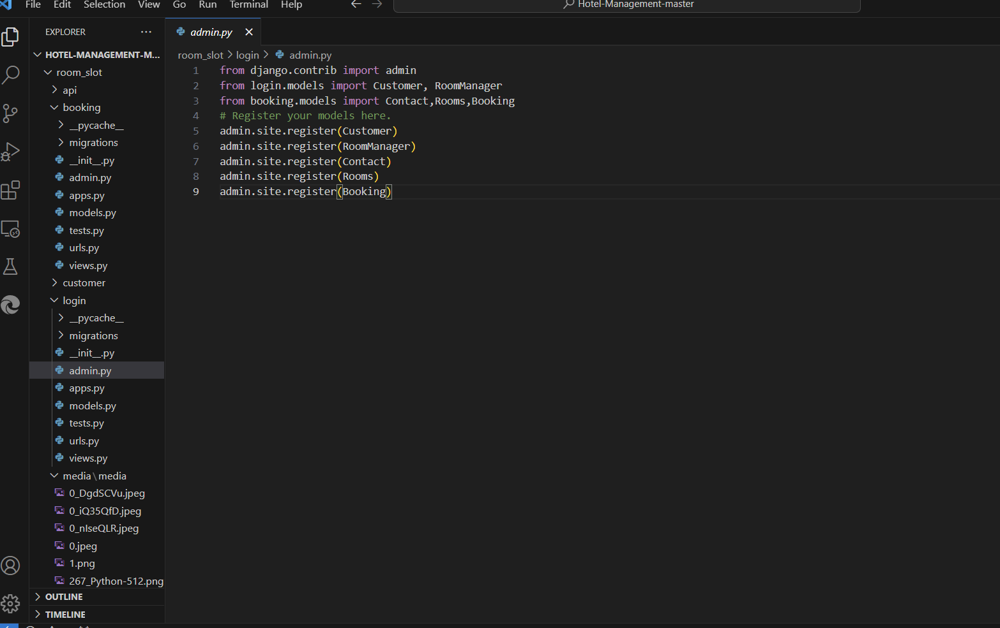 File Edit Selection View Go Run Terminal Help
Hotel-Management-master
EXPLORER
HOTEL-MANAGEMENT-M...
room_slot
api
booking
__pycache__
migrations
__init__.py
admin.py
apps.py
models.py
tests.py
urls.py
views.py
customer
login
__pycache__
migrations
__init__.py
admin.py
apps.py
models.py
tests.py
urls.py
views.py
media\media
0_DgdSCVu.jpeg
0_iQ35QfD.jpeg
0_nIseQLR.jpeg
0.jpeg
1.png
267_Python-512.png
OUTLINE
TIMELINE
admin.py
room_slot > login > admin.py
1 from django.contrib import admin
2 from login.models import Customer, RoomManager
3 from booking.models import Contact,Rooms,Booking
4 # Register your models here.
5 admin.site.register(Customer)
6 admin.site.register(RoomManager)
7 admin.site.register(Contact)
8 admin.site.register(Rooms)
9 admin.site.register(Booking)